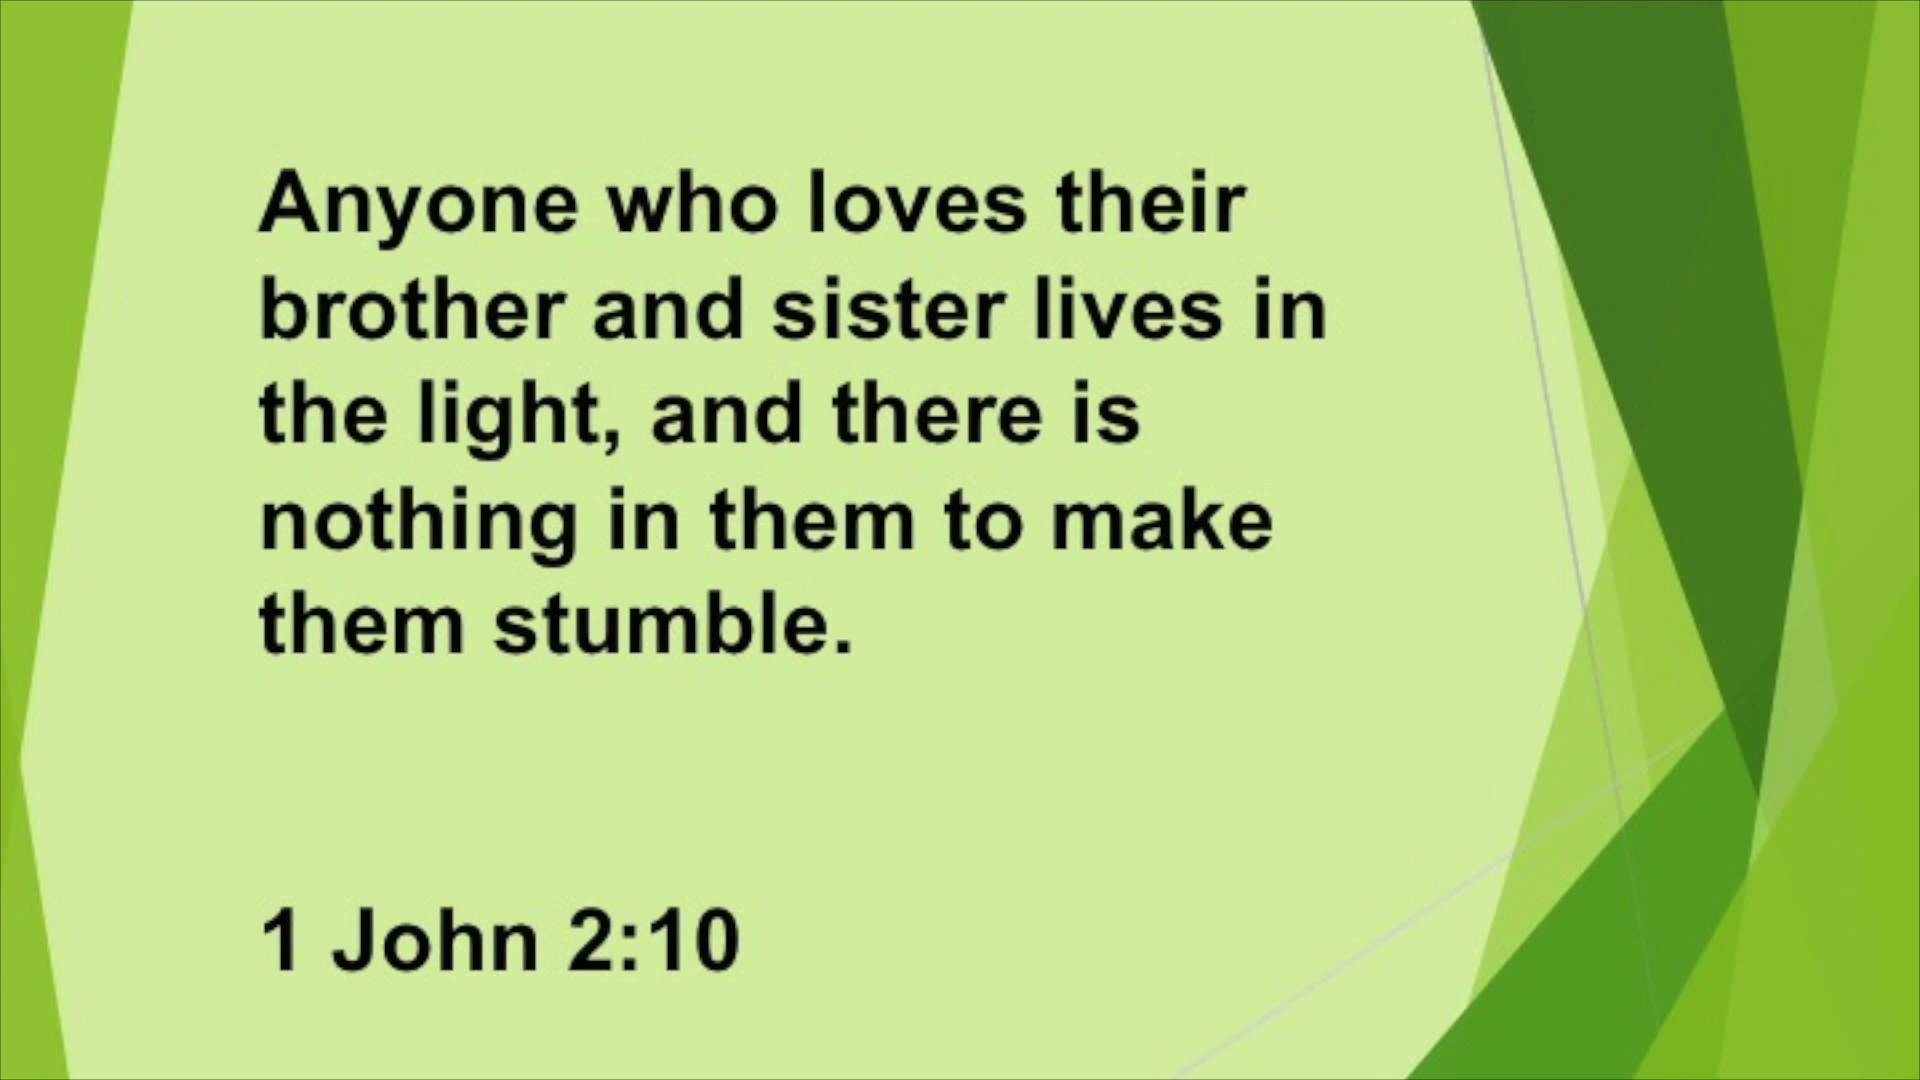 Anyone who loves their
brother and sister lives in
the light, and there is
nothing in them to make
them stumble.
1 John 2:10